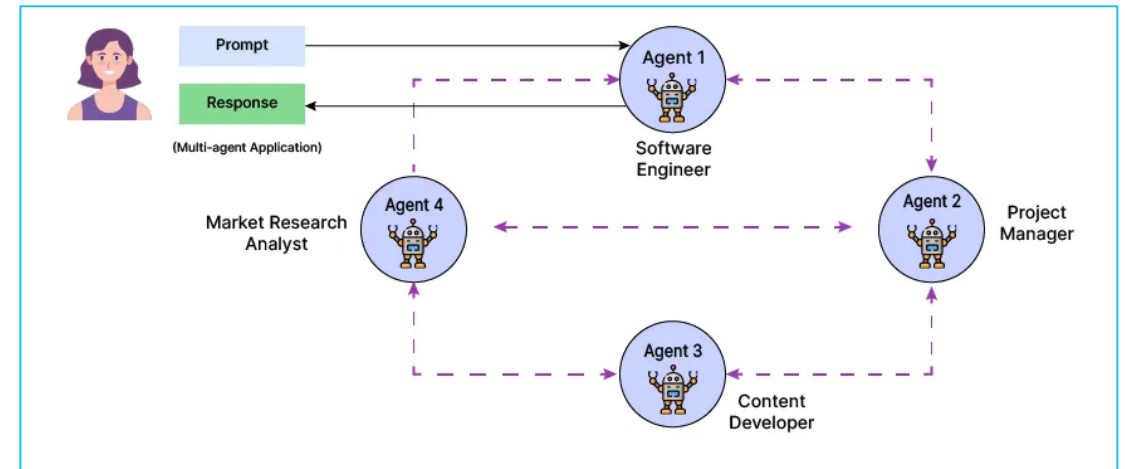 Prompt
Response
(Multi-agent Application)
Agent 1
Software
Engineer
Agent 4
Market Research
Analyst
Agent 2
Project
Manager
Agent 3
Content
Developer